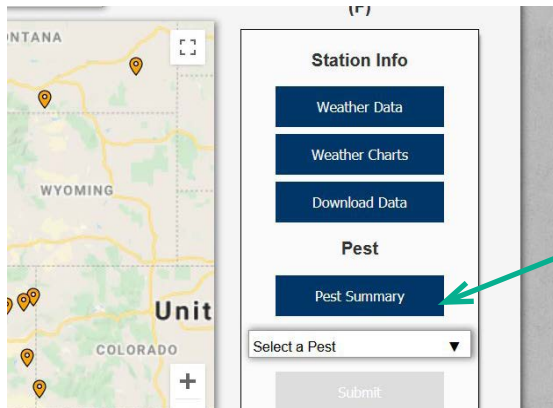 (F)
ONTANA
Station Info
Weather Data
Weather Charts
WYOMING
Download Data
Pest
Pest Summary
Unit
Select a Pest ▼
COLORADO
+
Submit